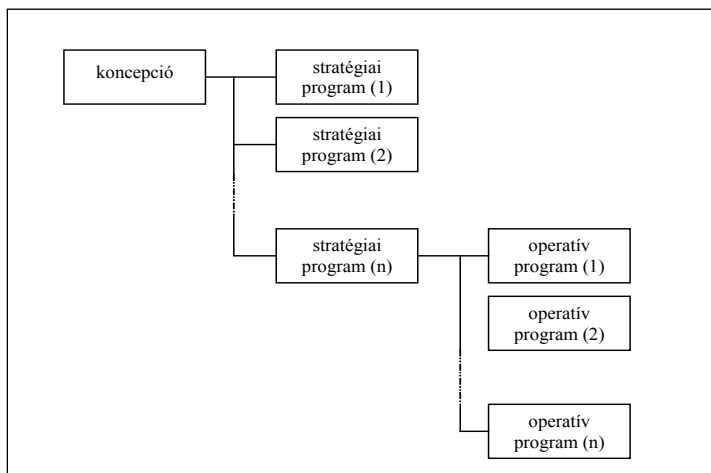 koncepció
stratégiai
program (1)
stratégiai
program (2)
stratégiai
program (n)
operatív
program (1)
operatív
program (2)
operatív
program (n)